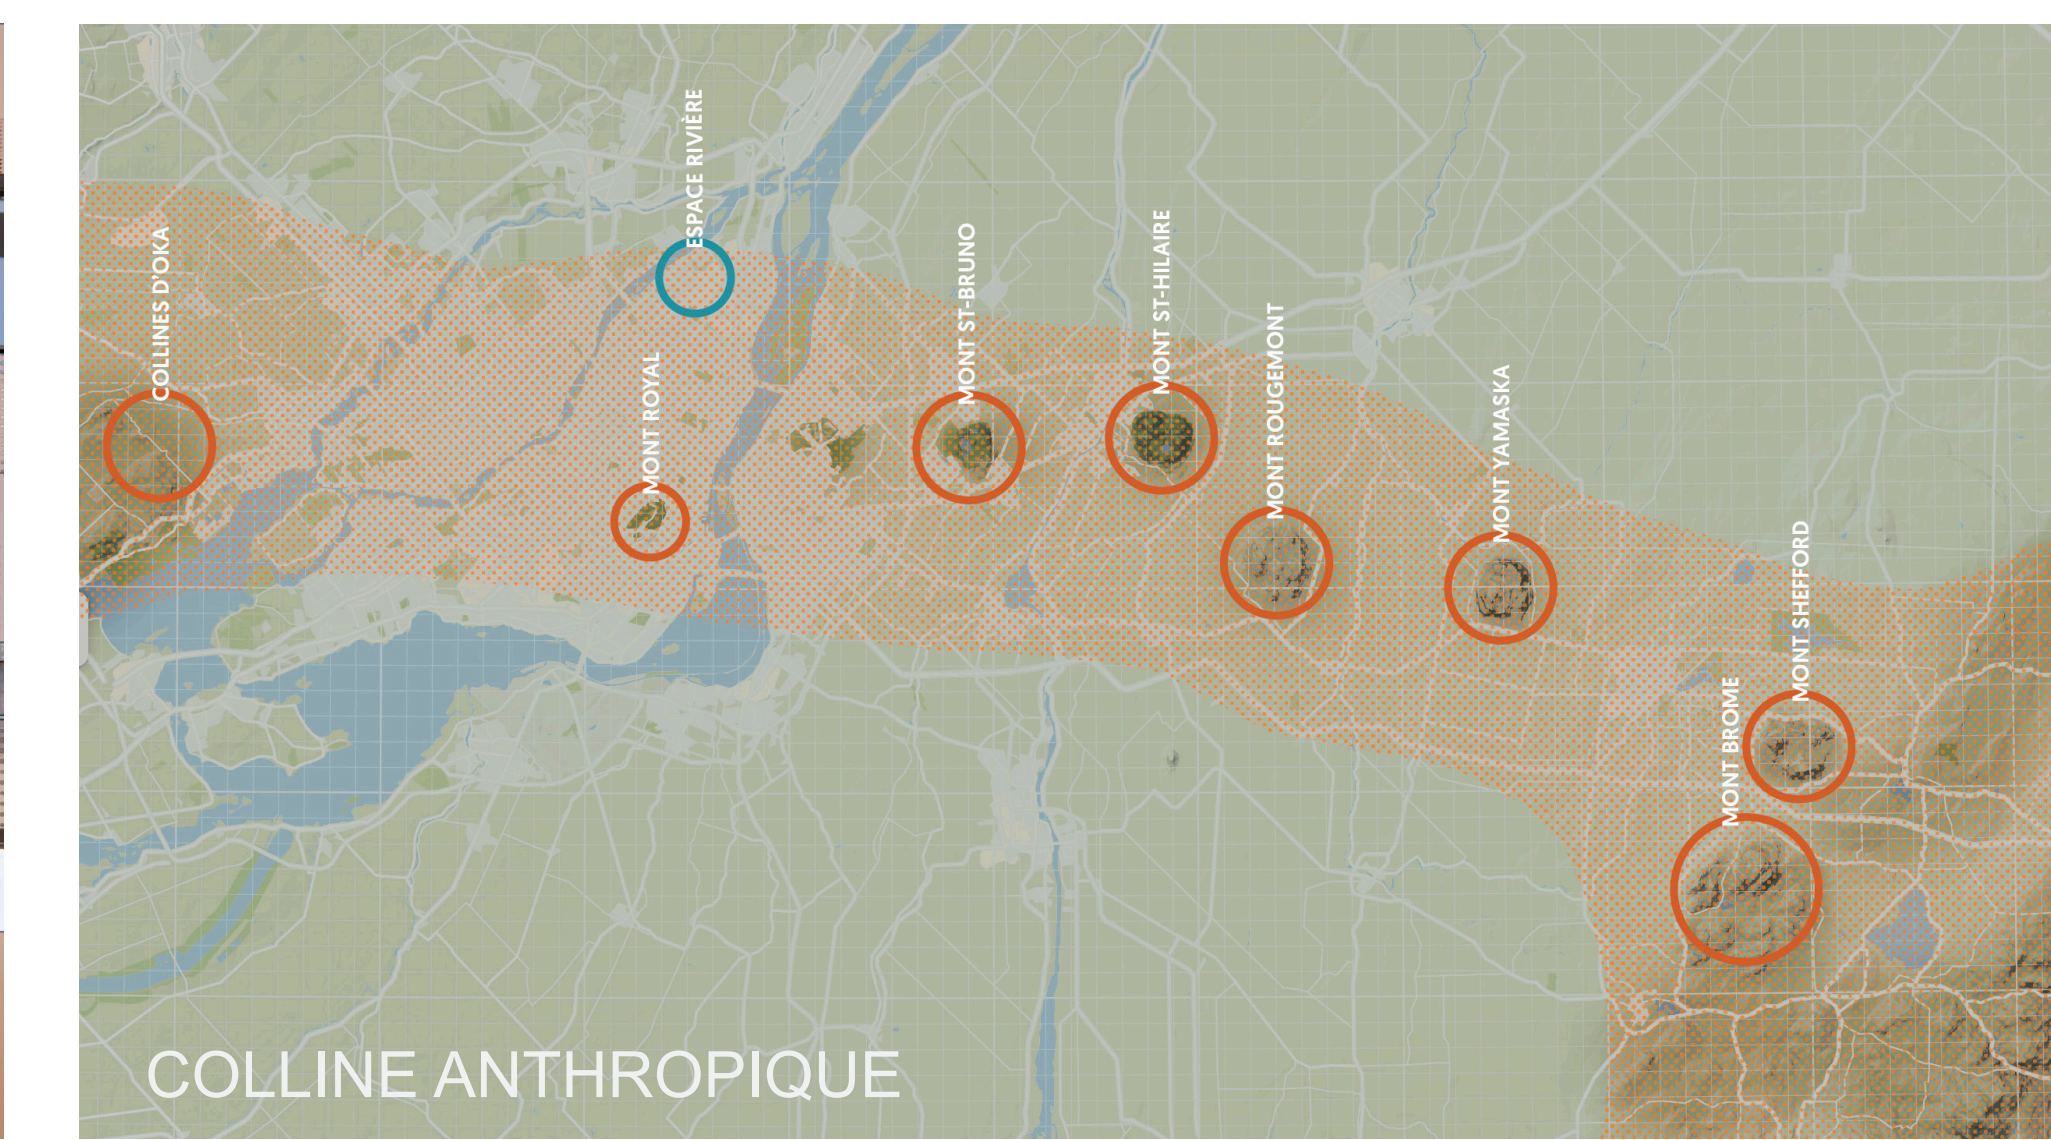 COLLINES D'OKA
ESPACE RIVIÈRE
MONT ROYAL
MONT ST-BRUNO
MONT ST-HILAIRE
MONT ROUGEMONT
MONT YAMASKA
MONT SHEFFORD
MONT BROME
COLLINE ANTHROPIQUE